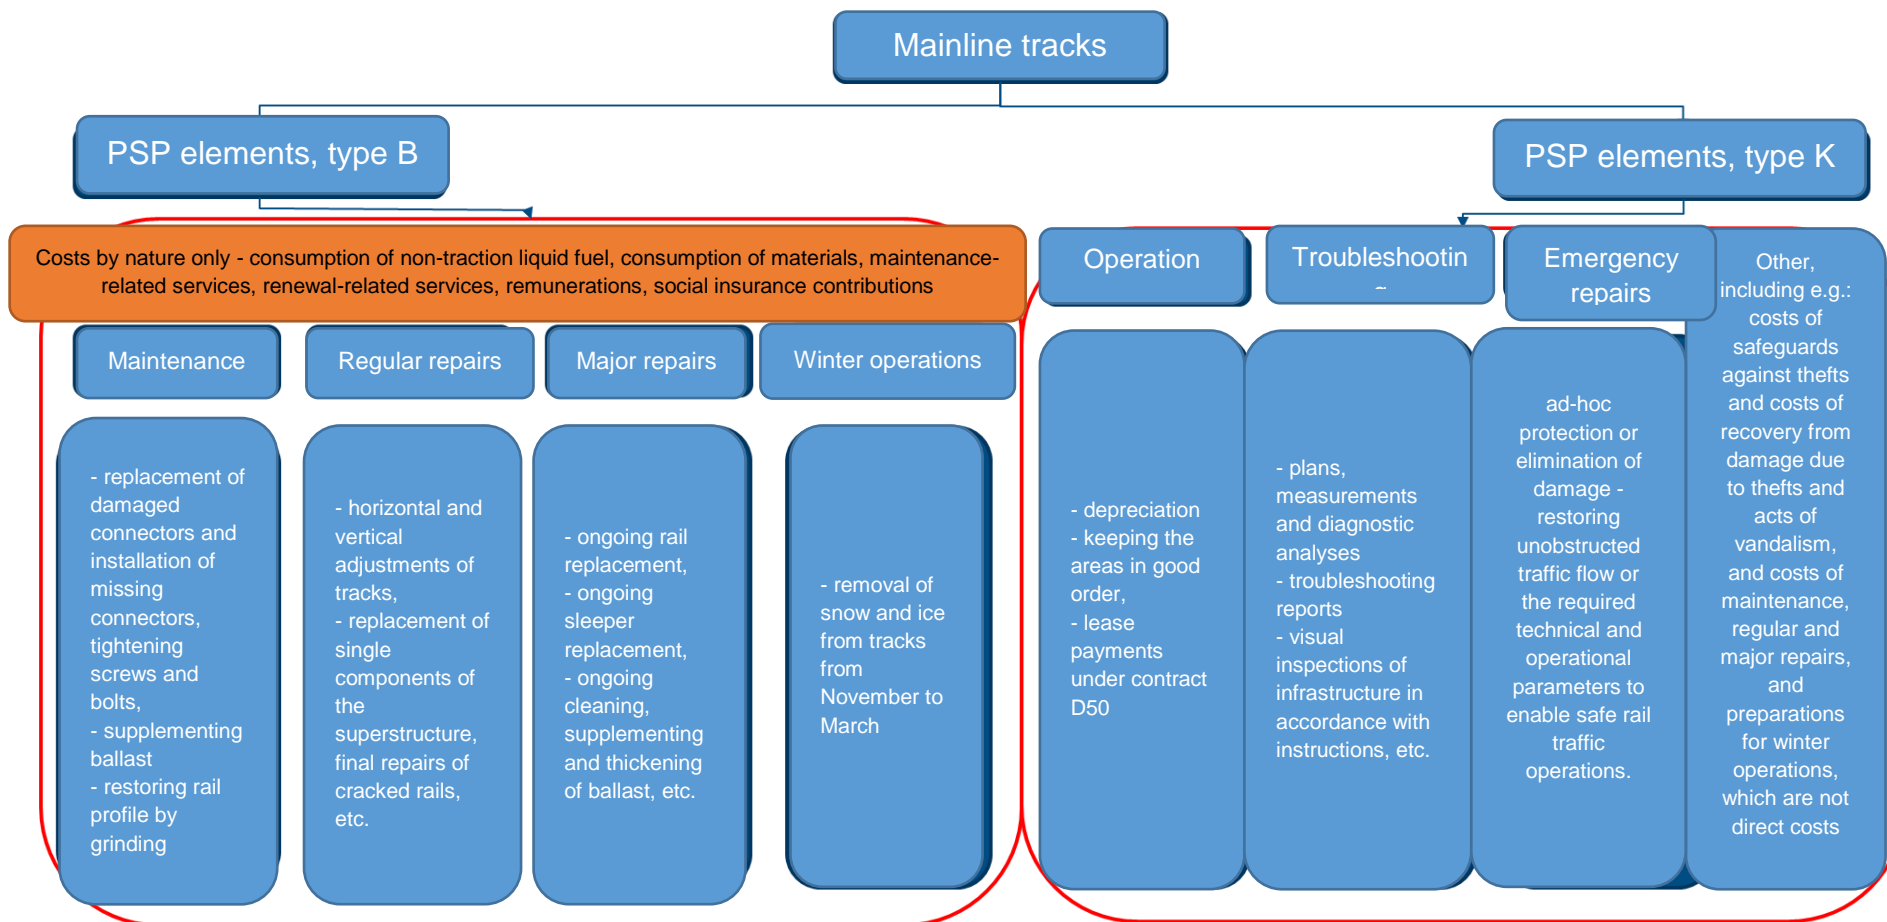 Mainline tracks
PSP elements, type B
PSP elements, type K
Costs by nature only - consumption of non-traction liquid fuel, consumption of materials, maintenance-
related services, renewal-related services, remunerations, social insurance contributions
Maintenance
Regular repairs
Major repairs
Winter operations
- replacement of
damaged
connectors and
installation of
missing
connectors,
tightening
screws and
bolts,
- supplementing
ballast
- restoring rail
profile by
grinding
- horizontal and
vertical
adjustments of
tracks,
- replacement of
single
components of
the
superstructure,
final repairs of
cracked rails,
etc.
- ongoing rail
replacement,
- ongoing
sleeper
replacement,
- ongoing
cleaning,
supplementing
and thickening
of ballast, etc.
- removal of
snow and ice
from tracks
from
November to
March
Operation
Troubleshootin
Emergency
repairs
- depreciation
- keeping the
areas in good
order,
- lease
payments
under contract
D50
- plans,
measurements
and diagnostic
analyses
- troubleshooting
reports
- visual
inspections of
infrastructure in
accordance with
instructions, etc.
ad-hoc
protection or
elimination of
damage -
restoring
unobstructed
traffic flow or
the required
technical and
operational
parameters to
enable safe rail
traffic
operations.
Other,
including e.g.:
costs of
safeguards
against thefts
and costs of
recovery from
damage due
to thefts and
acts of
vandalism,
and costs of
maintenance,
regular and
major repairs,
and
preparations
for winter
operations,
which are not
direct costs